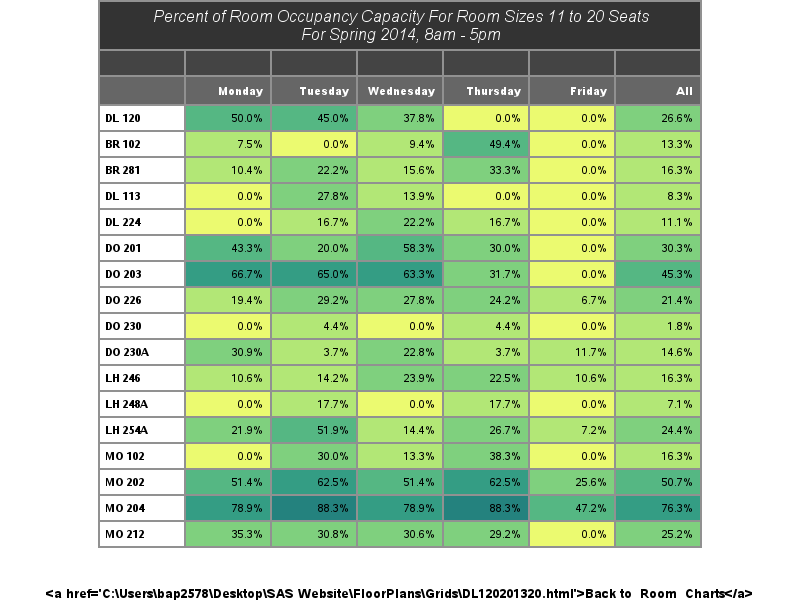 Percent of Room Occupancy Capacity For Room Sizes 11 to 20 Seats
For Spring 2014, 8am - 5pm
Monday Tuesday Wednesday Thursday Friday All
DL 120 50.0% 45.0% 37.8% 0.0% 0.0% 26.6%
BR 102 7.5% 0.0% 9.4% 49.4% 0.0% 13.3%
BR 281 10.4% 22.2% 15.6% 33.3% 0.0% 16.3%
DL 113 0.0% 27.8% 13.9% 0.0% 0.0% 8.3%
DL 224 0.0% 16.7% 22.2% 16.7% 0.0% 11.1%
DO 201 43.3% 20.0% 58.3% 30.0% 0.0% 30.3%
DO 203 66.7% 65.0% 63.3% 31.7% 0.0% 45.3%
DO 226 19.4% 29.2% 27.8% 24.2% 6.7% 21.4%
DO 230 0.0% 4.4% 0.0% 4.4% 0.0% 1.8%
DO 230A 30.9% 3.7% 22.8% 3.7% 11.7% 14.6%
LH 246 10.6% 14.2% 23.9% 22.5% 10.6% 16.3%
LH 248A 0.0% 17.7% 0.0% 17.7% 0.0% 7.1%
LH 254A 21.9% 51.9% 14.4% 26.7% 7.2% 24.4%
MO 102 0.0% 30.0% 13.3% 38.3% 0.0% 16.3%
MO 202 51.4% 62.5% 51.4% 62.5% 25.6% 50.7%
MO 204 78.9% 88.3% 78.9% 88.3% 47.2% 76.3%
MO 212 35.3% 30.8% 30.6% 29.2% 0.0% 25.2%
<a href='C:\Users\bap2578\Desktop\SAS Website\FloorPlans\Grids\DL120201320.html'>Back to Room Charts</a>